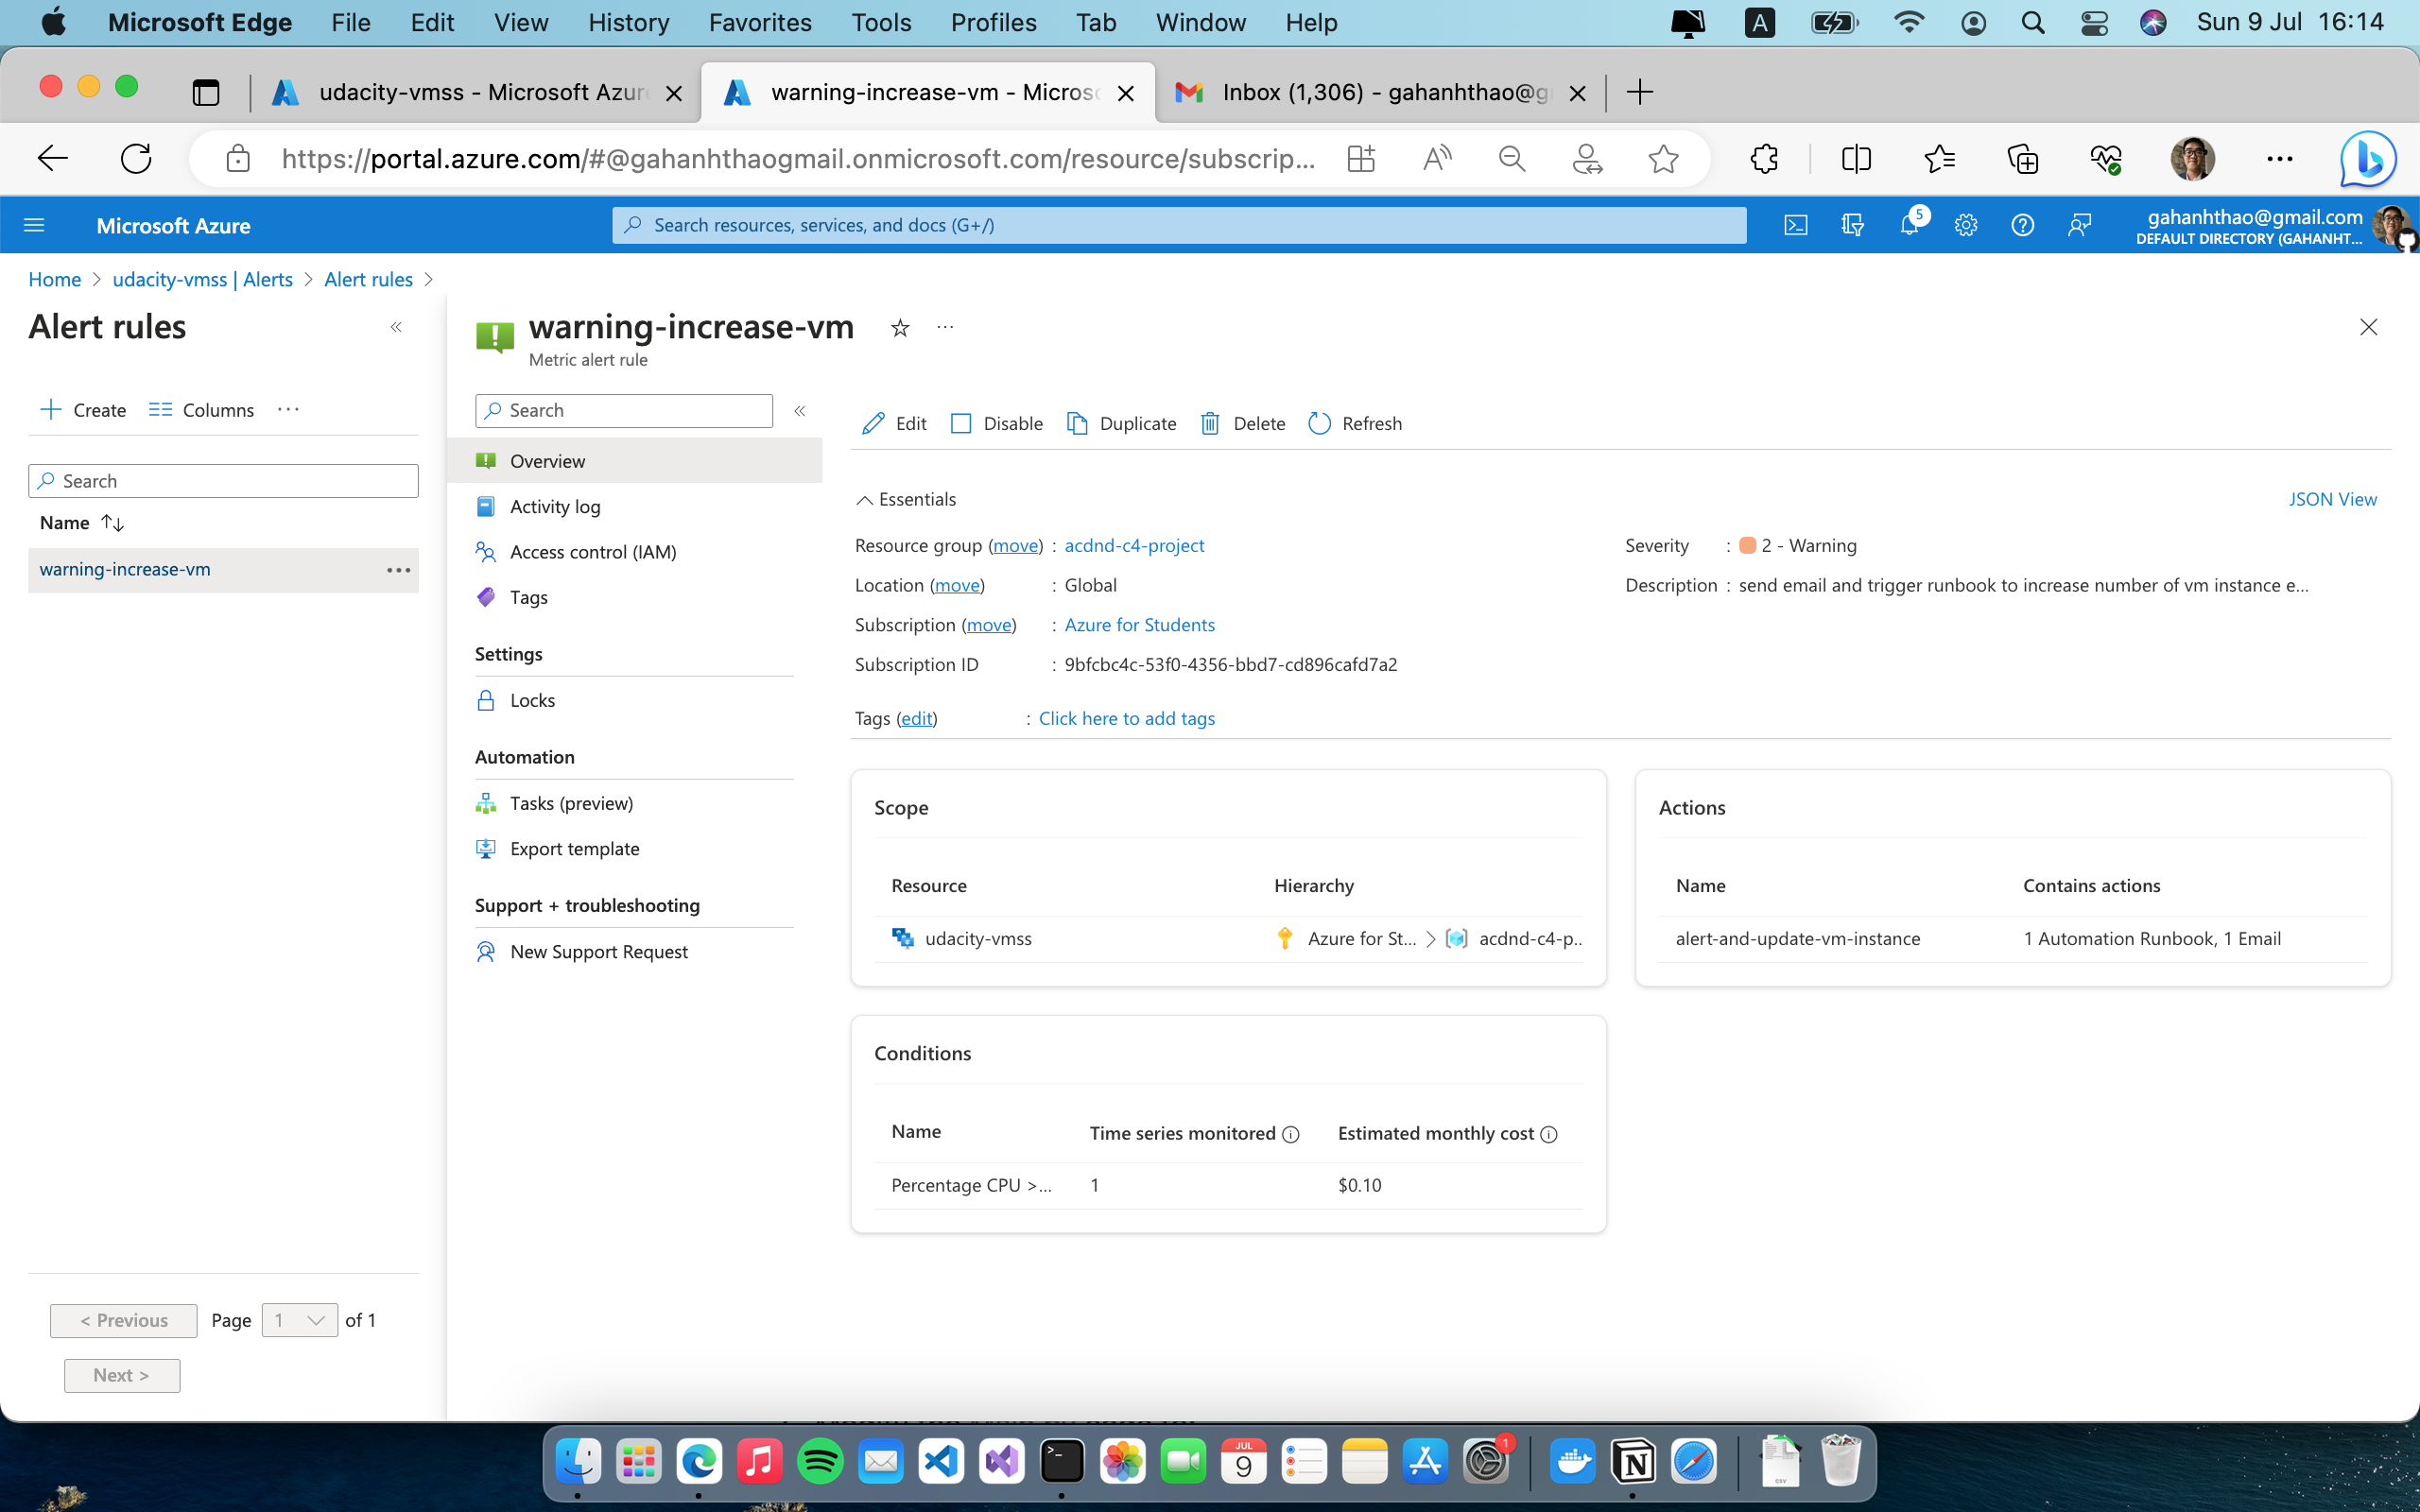 Microsoft Edge File Edit View History Favorites Tools Profiles Tab Window Help A Sun 9 Jul 16:14
udacity-vmss - Microsoft Azur warning-increase-vm - Micros Inbox (1,306) - gahanhthao@g
https://portal.azure.com/#@gahanhthaogmail.onmicrosoft.com/resource/subscrip...
Microsoft Azure Search resources, services, and docs (G+/) 5 gahanhthao@gmail.com
DEFAULT DIRECTORY (GAHANHT...
Home > udacity-vmss | Alerts > Alert rules >
Alert rules
Create Columns ...
Search
Name ↑↓
warning-increase-vm ...
< Previous Page 1 of 1
Next >
warning-increase-vm ...
Metric alert rule
Search
Overview
Activity log
Access control (IAM)
Tags
Settings
Locks
Automation
Tasks (preview)
Export template
Support + troubleshooting
New Support Request
Edit Disable Duplicate Delete Refresh
Essentials JSON View
Resource group (move) : acdnd-c4-project
Location (move) : Global
Subscription (move) : Azure for Students
Subscription ID : 9bfcbc4c-53f0-4356-bbd7-cd896cafd7a2
Severity : 2 - Warning
Description : send email and trigger runbook to increase number of vm instance e...
Tags (edit) : Click here to add tags
Scope
Resource Hierarchy
udacity-vmss Azure for St... > acdnd-c4-p..
Actions
Name Contains actions
alert-and-update-vm-instance 1 Automation Runbook, 1 Email
Conditions
Name Time series monitored Estimated monthly cost
Percentage CPU >... 1 $0.10
JUL
9
1
CSV